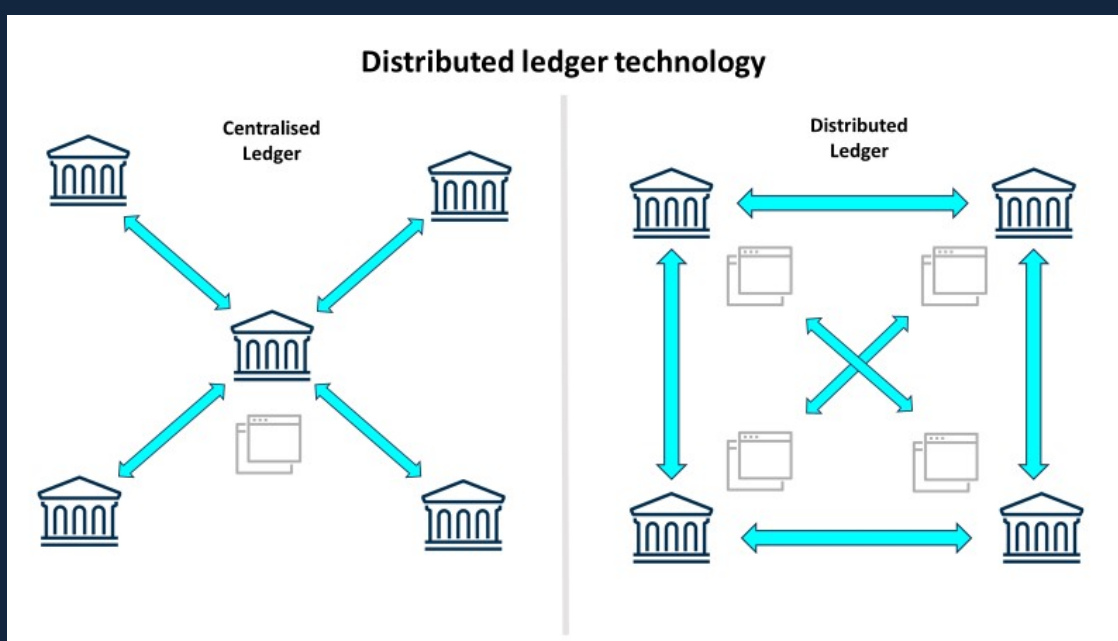 Distributed ledger technology
Centralised
Ledger
Distributed
Ledger